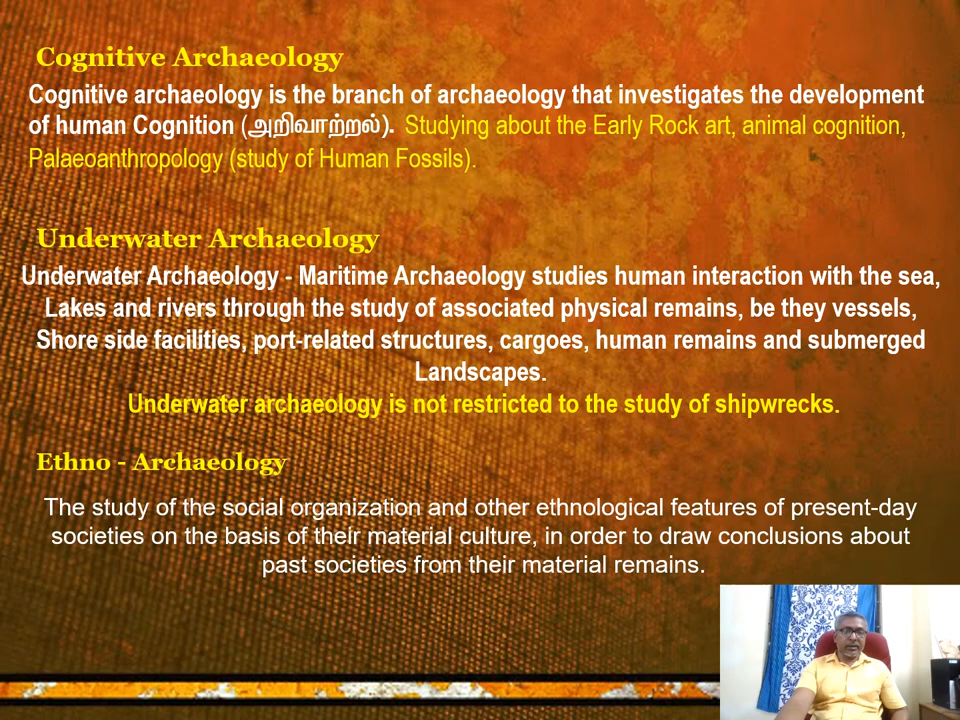 Cognitive Archaeology
Cognitive archaeology is the branch of archaeology that investigates the development
of human Cognition (அறிவாற்றல்). Studying about the Early Rock art, animal cognition,
Palaeoanthropology (study of Human Fossils).
Underwater Archaeology
Underwater Archaeology - Maritime Archaeology studies human interaction with the sea,
Lakes and rivers through the study of associated physical remains, be they vessels,
Shore side facilities, port-related structures, cargoes, human remains and submerged
Landscapes.
Underwater archaeology is not restricted to the study of shipwrecks.
Ethno - Archaeology
The study of the social organization and other ethnological features of present-day
societies on the basis of their material culture, in order to draw conclusions about
past societies from their material remains.